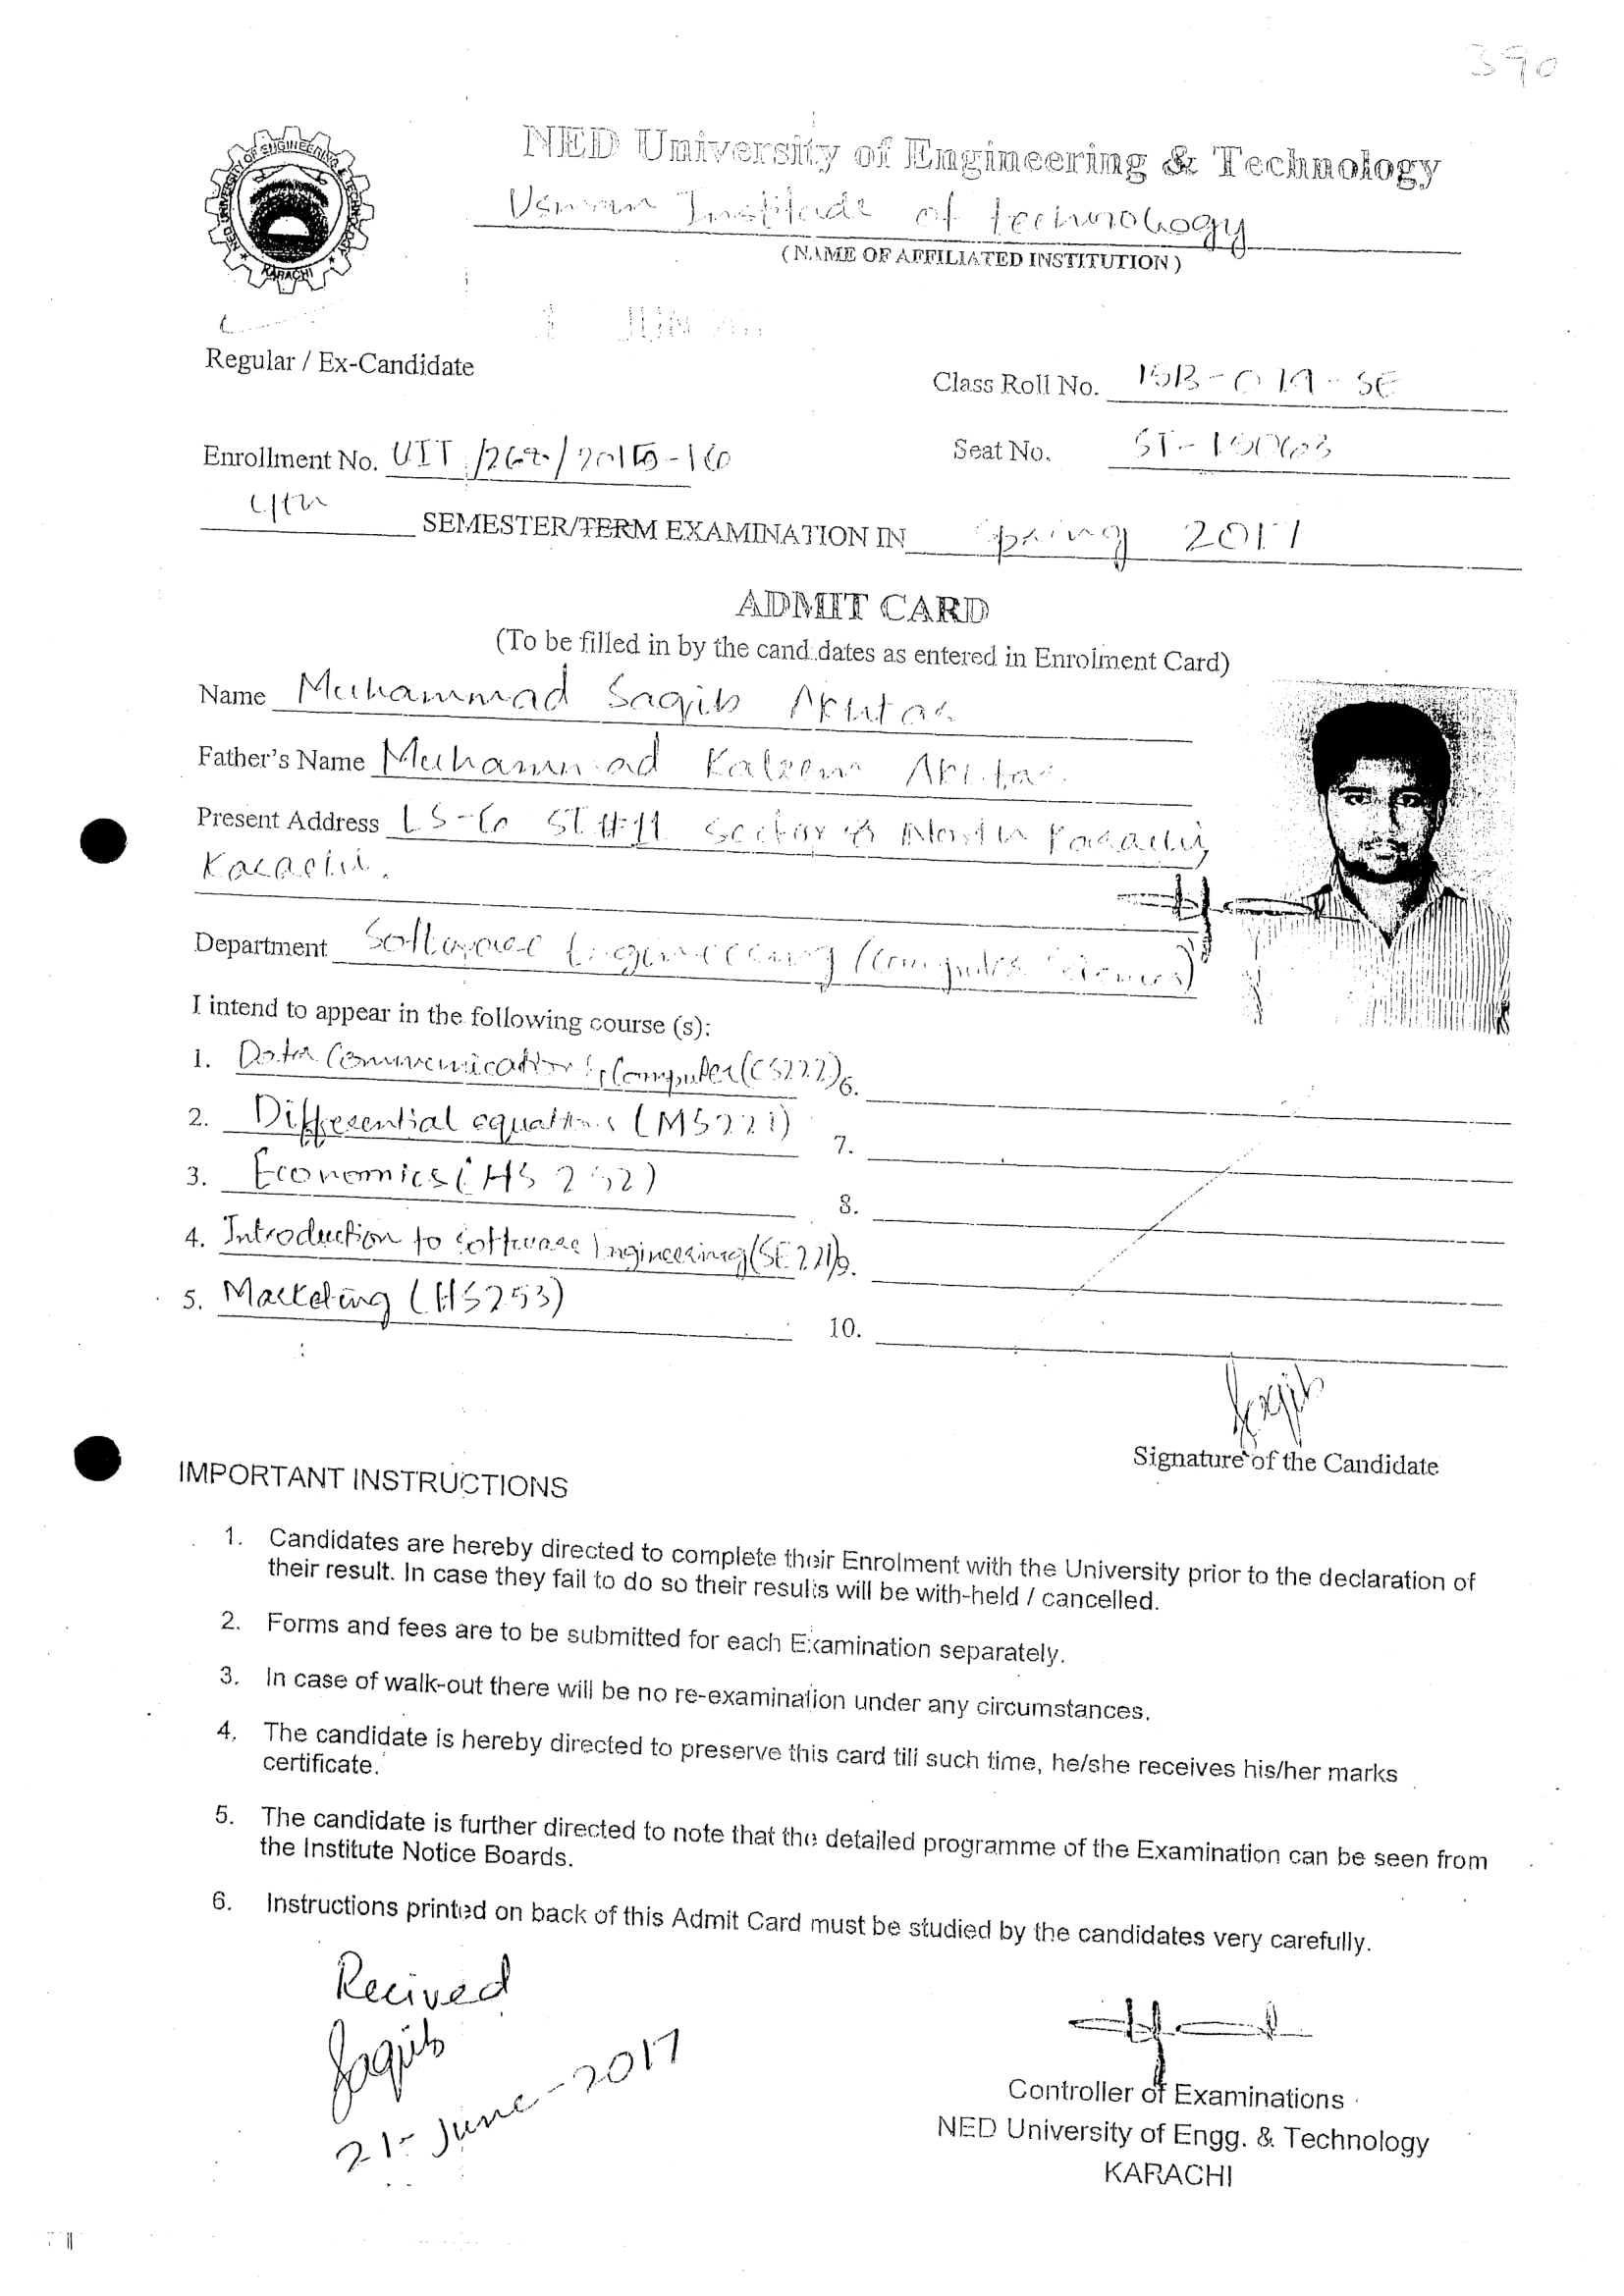 390
NED UNIVERSITY OF ENGINEERING & TECHNOLOGY
KARACHI
NED University of Engineering & Technology
Usman Institude of technology
(NAME OF AFFILIATED INSTITUTION)
1 JUN
Regular / Ex-Candidate
Class Roll No. 15B-019-SE
Enrollment No. UIT /267/2015-16
Seat No. ST-15063
4th SEMESTER/TERM EXAMINATION IN Spring 2017
ADMIT CARD
(To be filled in by the candidates as entered in Enrolment Card)
Name Muhammad Saqib Akhtar
Father's Name Muhammad Kaleem Akhtar
Present Address LS-6 ST #11 Sector North Karachi,
Karachi.
Department Software Engineering (Computer Sciences)
I intend to appear in the following course (s):
1. Data Communication Computer (CS222)
6.
2. Differential equations (MS221)
7.
3. Economics (HS 252)
8.
4. Introduction to Software Engineering (SE221)
9.
5. Marketing (HS253)
10.
Saqib
Signature of the Candidate
IMPORTANT INSTRUCTIONS
1. Candidates are hereby directed to complete their Enrolment with the University prior to the declaration of
their result. In case they fail to do so their results will be with-held / cancelled.
2. Forms and fees are to be submitted for each Examination separately.
3. In case of walk-out there will be no re-examination under any circumstances.
4. The candidate is hereby directed to preserve this card till such time, he/she receives his/her marks
certificate.
5. The candidate is further directed to note that the detailed programme of the Examination can be seen from
the Institute Notice Boards.
6. Instructions printed on back of this Admit Card must be studied by the candidates very carefully.
Recived
Saqib
21-June-2017
Controller of Examinations
NED University of Engg. & Technology
KARACHI